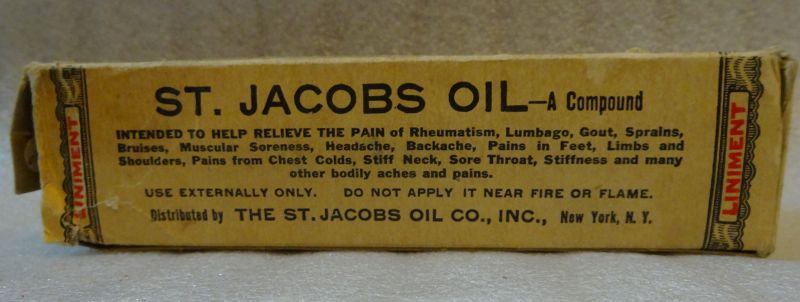 ST. JACOBS OIL—A Compound
INTENDED TO HELP RELIEVE THE PAIN of Rheumatism, Lumbago, Gout, Sprains,
Bruises, Muscular Soreness, Headache, Backache, Pains in Feet, Limbs and
Shoulders, Pains from Chest Colds, Stiff Neck, Sore Throat, Stiffness and many
other bodily aches and pains.
USE EXTERNALLY ONLY. DO NOT APPLY IT NEAR FIRE OR FLAME.
Distributed by THE ST. JACOBS OIL CO., INC., New York, N. Y.
LINIMENT
LINIMENT